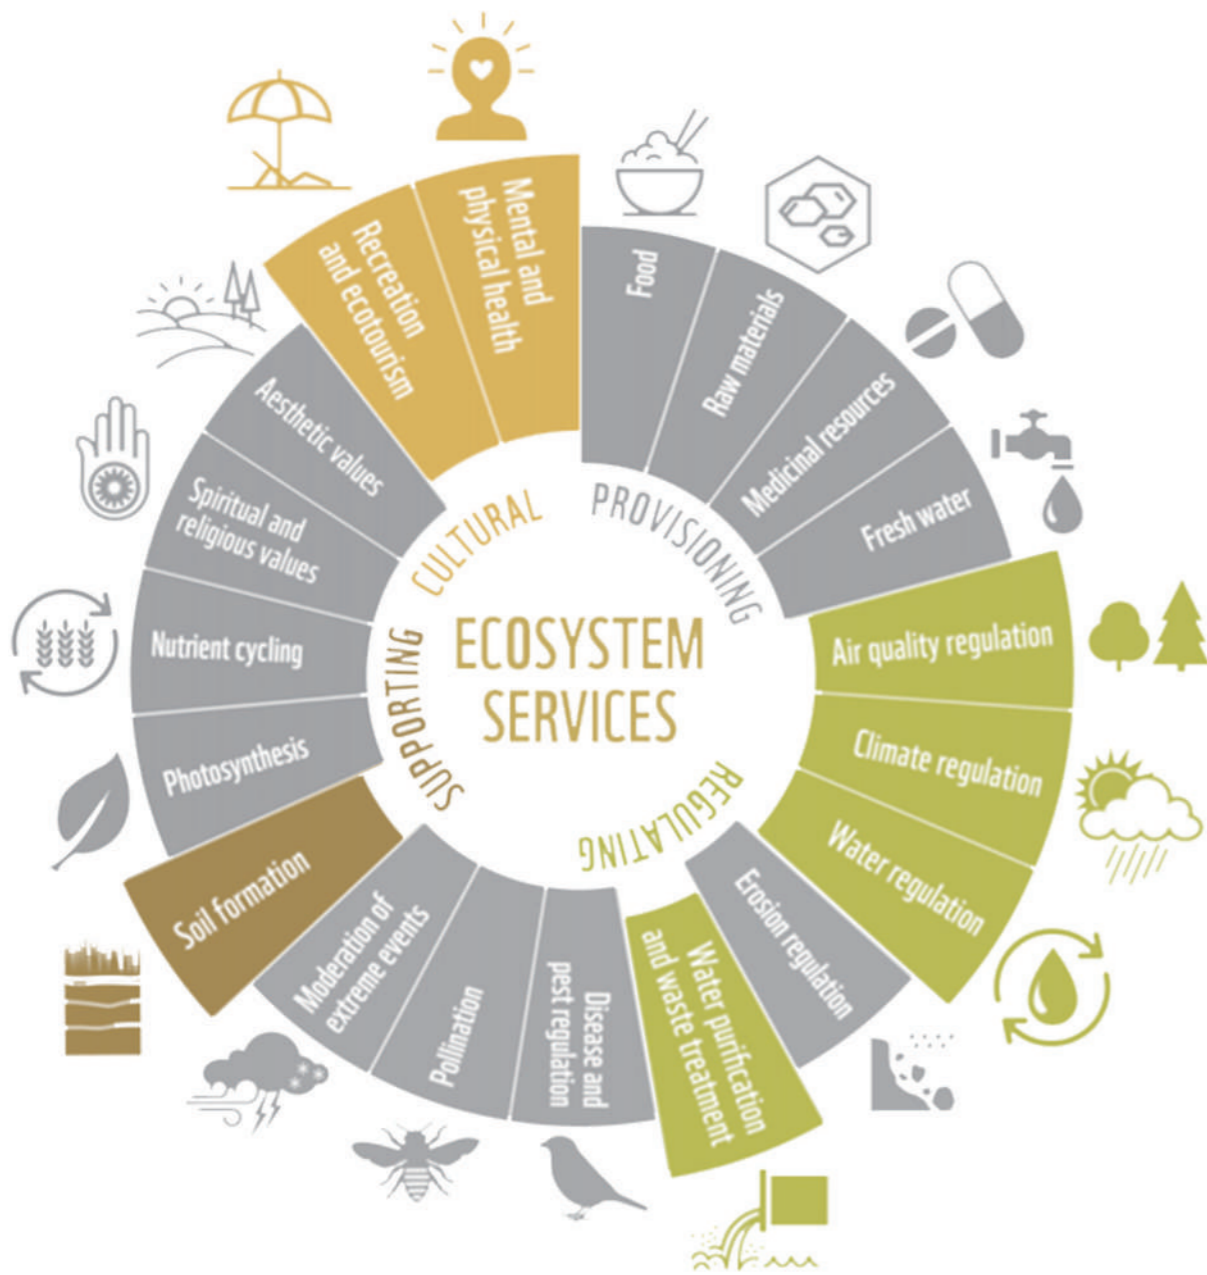 ECOSYSTEM
SERVICES
PROVISIONING
Food
Raw materials
Medicinal resources
Fresh water
REGULATING
Air quality regulation
Climate regulation
Water regulation
Erosion regulation
Water purification
and waste treatment
Disease and
pest regulation
Pollination
Moderation of
extreme events
SUPPORTING
Soil formation
Photosynthesis
Nutrient cycling
CULTURAL
Spiritual and
religious values
Aesthetic values
Recreation
and ecotourism
Mental and
physical health